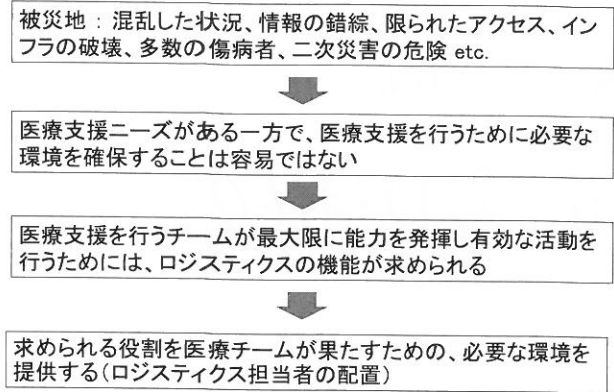 被災地：混乱した状況、情報の錯綜、限られたアクセス、イン
フラの破壊、多数の傷病者、二次災害の危険 etc.
医療支援ニーズがある一方で、医療支援を行うために必要な
環境を確保することは容易ではない
医療支援を行うチームが最大限に能力を発揮し有効な活動を
行うためには、ロジスティクスの機能が求められる
求められる役割を医療チームが果たすための、必要な環境を
提供する(ロジスティクス担当者の配置)